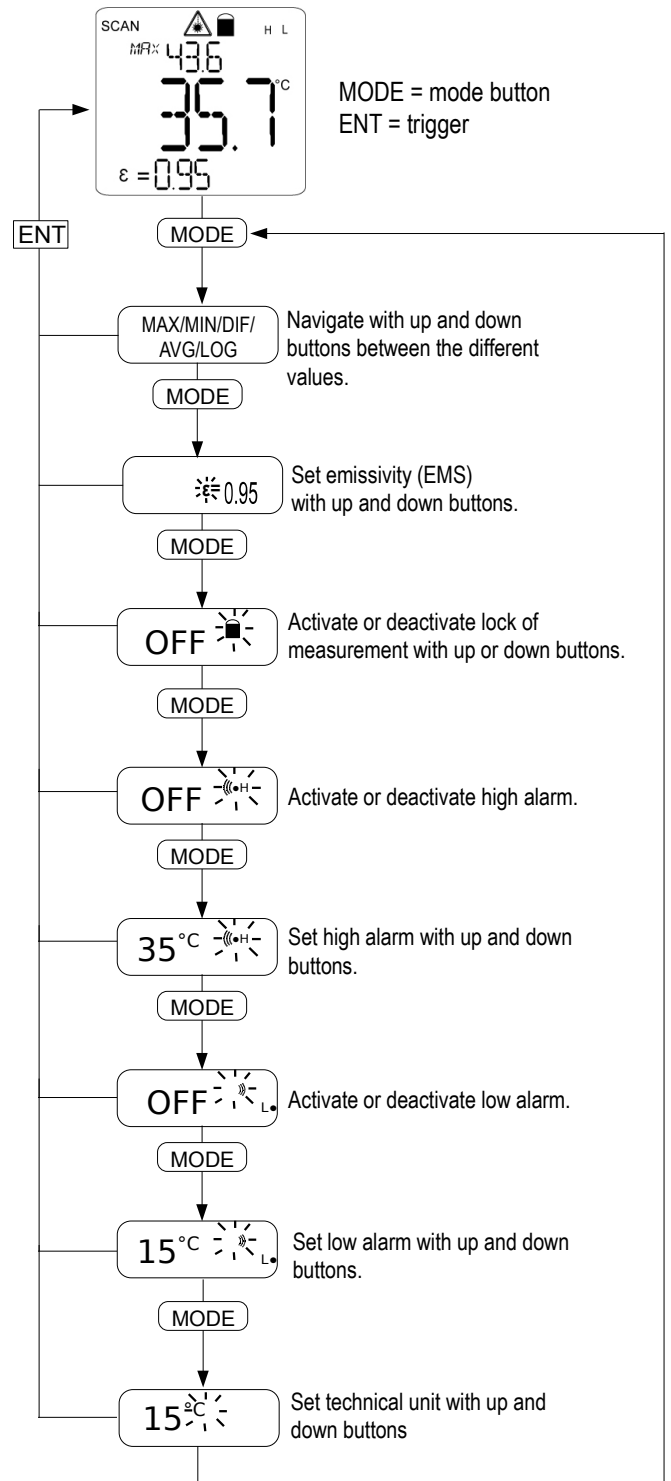 SCAN H L
MAX 43.6
35.7 °C
ε = 0.95
MODE = mode button
ENT = trigger
ENT
MODE
MAX/MIN/DIF/
AVG/LOG
Navigate with up and down
buttons between the different
values.
MODE
ε= 0.95
Set emissivity (EMS)
with up and down buttons.
MODE
OFF
Activate or deactivate lock of
measurement with up or down buttons.
MODE
OFF H
Activate or deactivate high alarm.
MODE
35°C H
Set high alarm with up and down
buttons.
MODE
OFF L
Activate or deactivate low alarm.
MODE
15°C L
Set low alarm with up and down
buttons.
MODE
15°C
Set technical unit with up and
down buttons